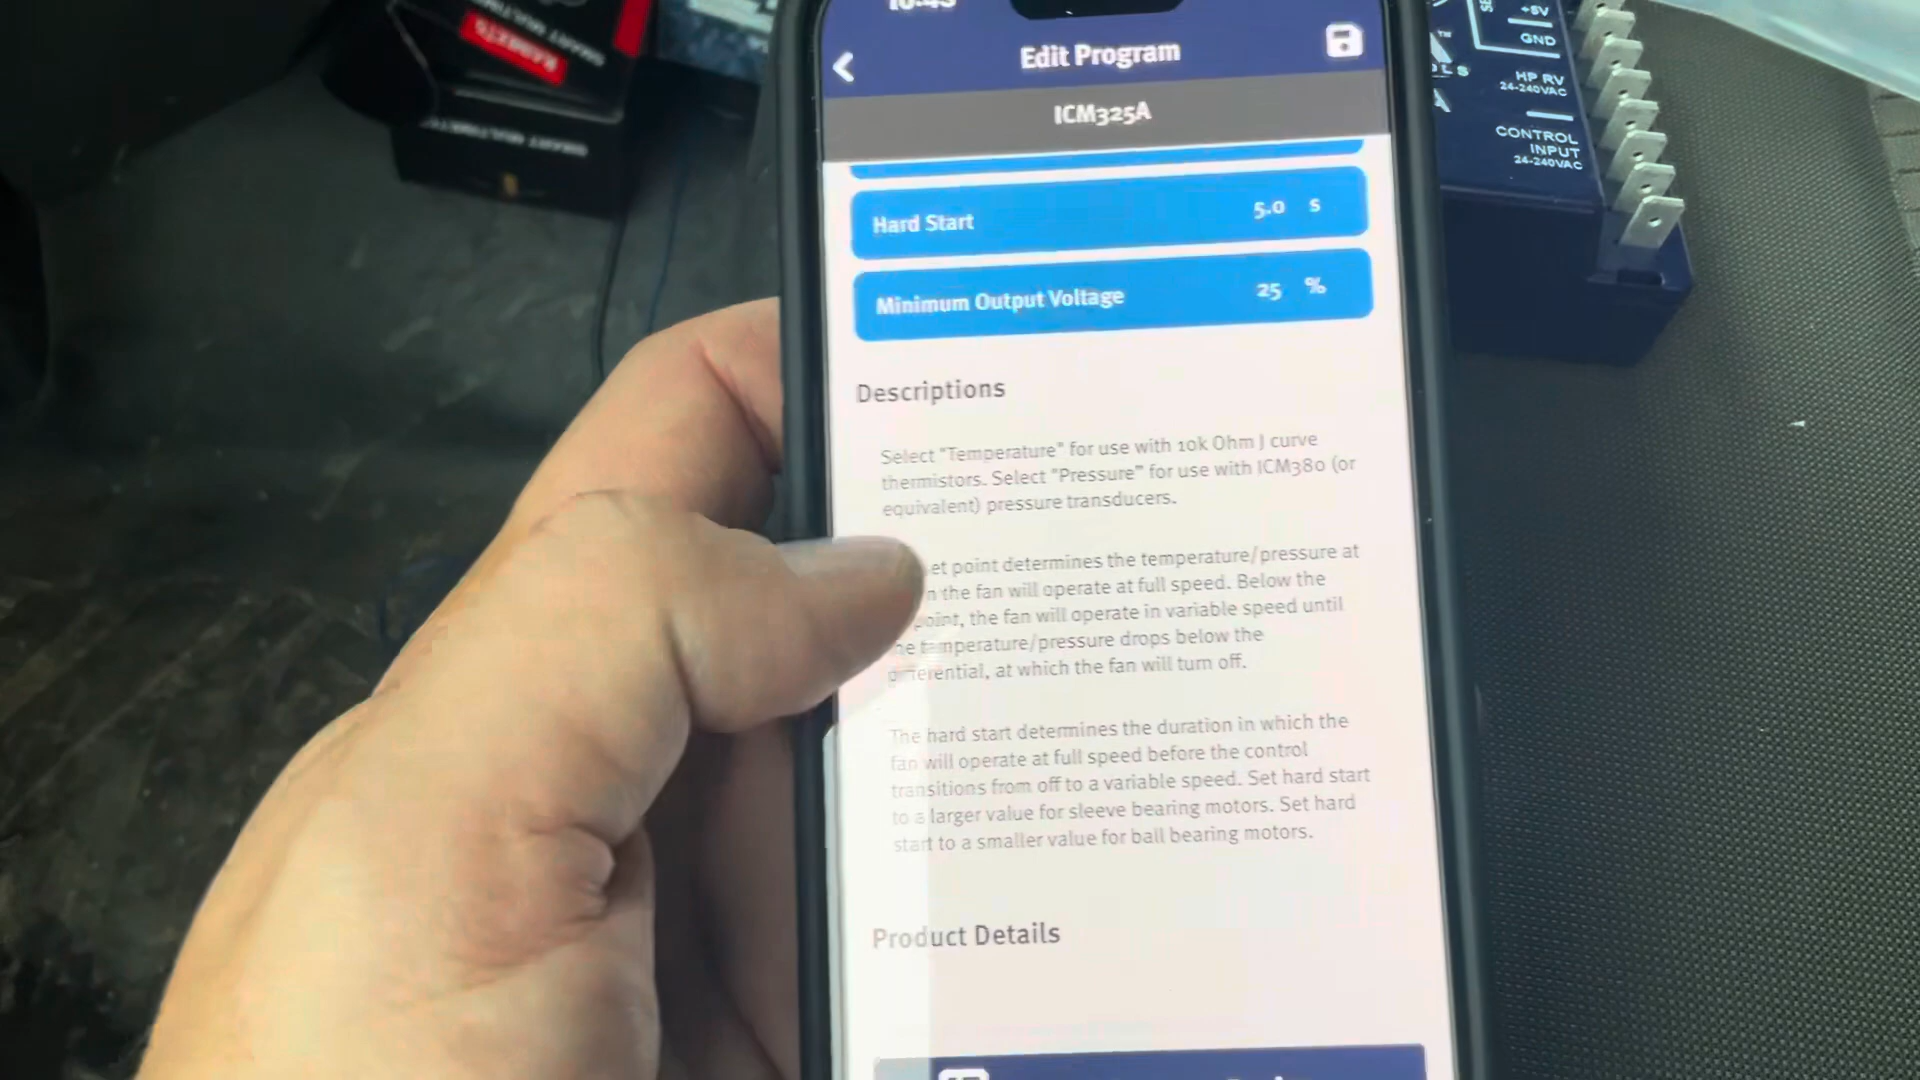 10:43
Edit Program
ICM325A
Hard Start 5.0 s
Minimum Output Voltage 25 %
Descriptions
Select "Temperature" for use with 10k Ohm J curve
thermistors. Select "Pressure" for use with ICM380 (or
equivalent) pressure transducers.
et point determines the temperature/pressure at
n the fan will operate at full speed. Below the
point, the fan will operate in variable speed until
he temperature/pressure drops below the
differential, at which the fan will turn off.
The hard start determines the duration in which the
fan will operate at full speed before the control
transitions from off to a variable speed. Set hard start
to a larger value for sleeve bearing motors. Set hard
start to a smaller value for ball bearing motors.
Product Details
+5V
GND
HP RV
24-240VAC
CONTROL
INPUT
24-240VAC